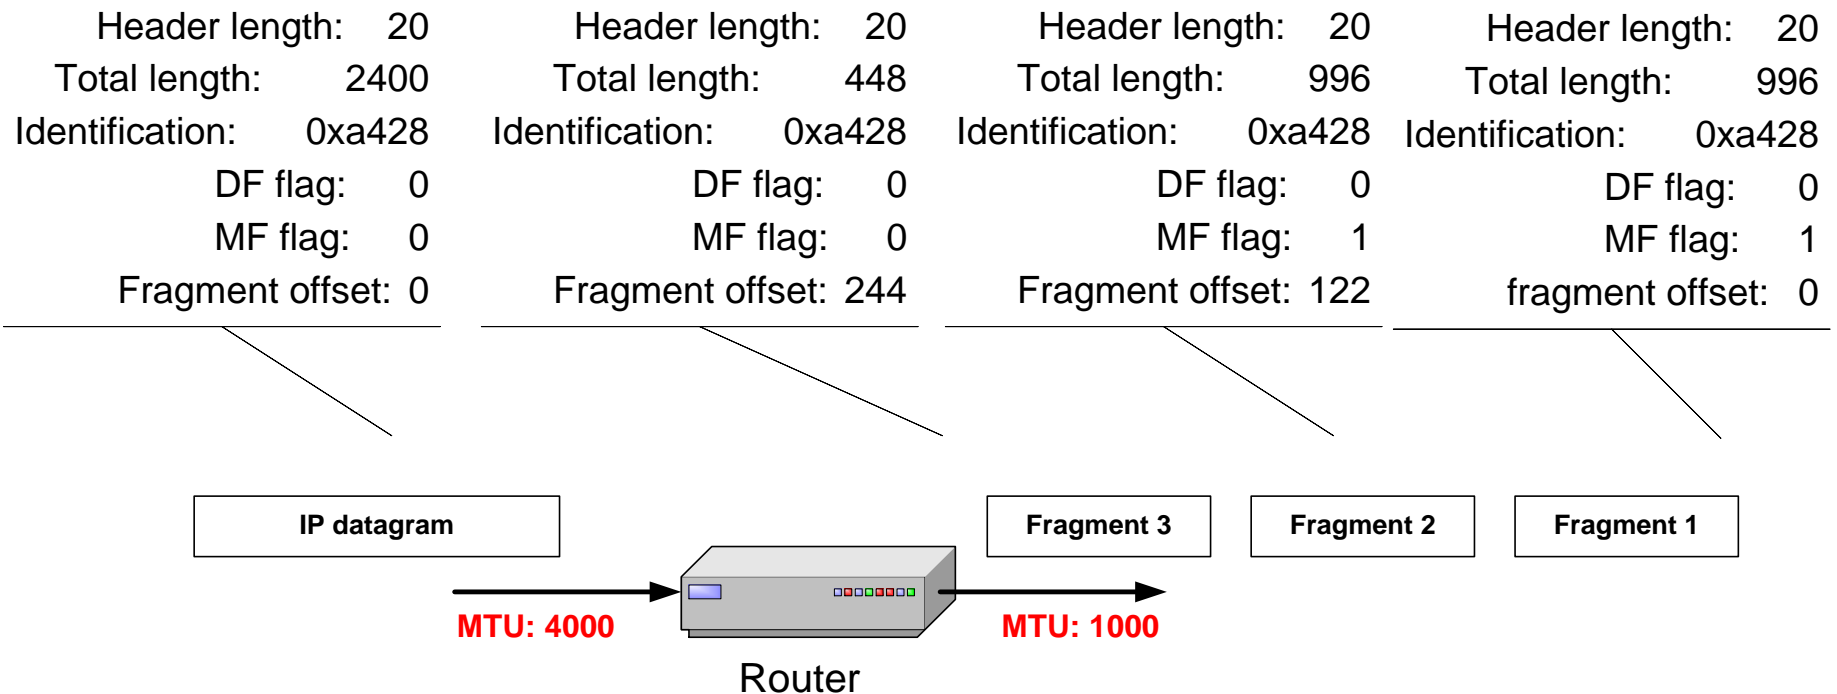 Header length: 20
Total length: 2400
Identification: 0xa428
DF flag: 0
MF flag: 0
Fragment offset: 0
Header length: 20
Total length: 448
Identification: 0xa428
DF flag: 0
MF flag: 0
Fragment offset: 244
Header length: 20
Total length: 996
Identification: 0xa428
DF flag: 0
MF flag: 1
Fragment offset: 122
Header length: 20
Total length: 996
Identification: 0xa428
DF flag: 0
MF flag: 1
fragment offset: 0
IP datagram
Fragment 3
Fragment 2
Fragment 1
MTU: 4000
MTU: 1000
Router